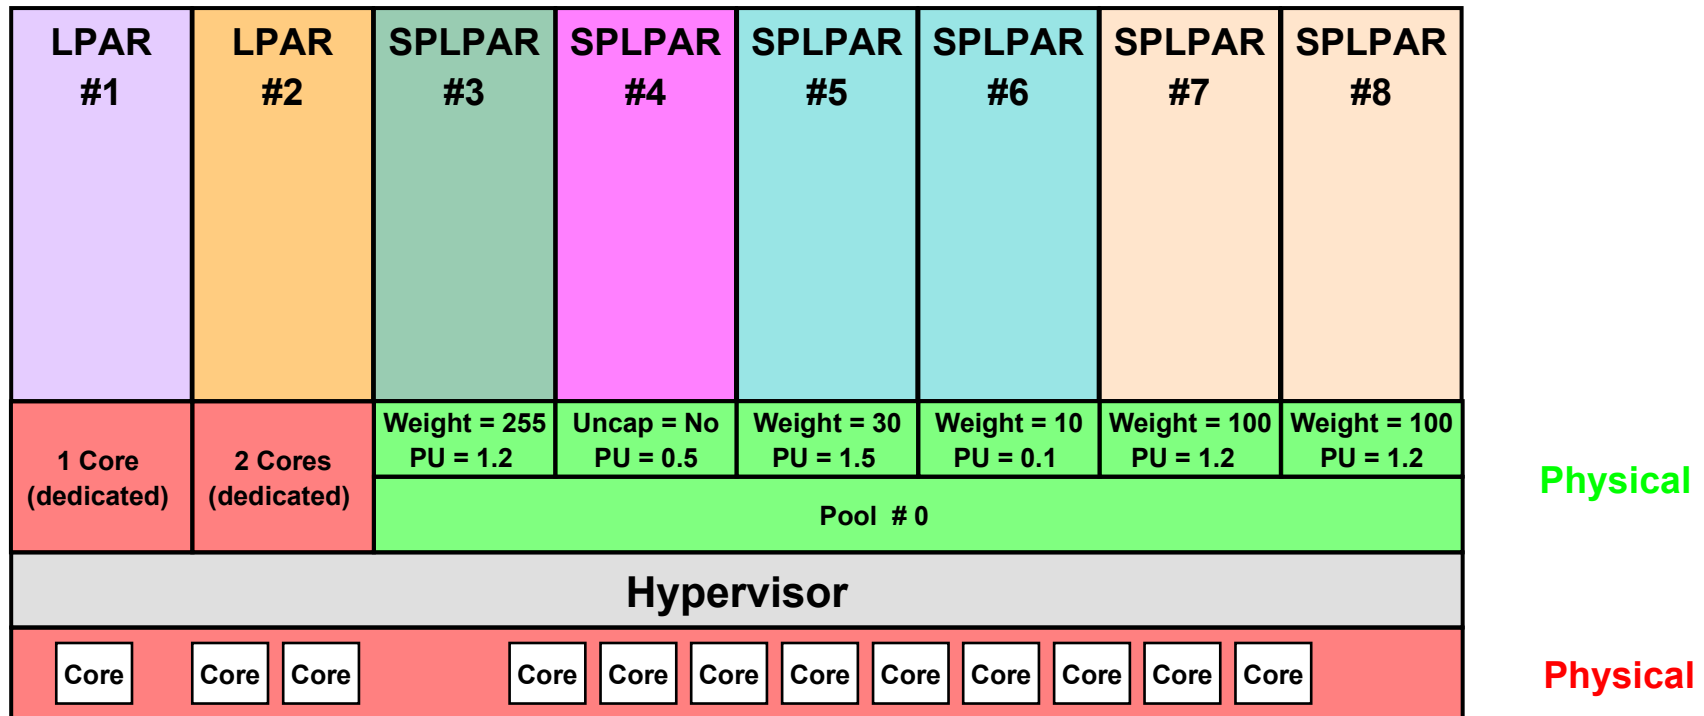 LPAR
#1
LPAR
#2
SPLPAR
#3
SPLPAR
#4
SPLPAR
#5
SPLPAR
#6
SPLPAR
#7
SPLPAR
#8
1 Core
(dedicated)
2 Cores
(dedicated)
Weight = 255
PU = 1.2
Uncap = No
PU = 0.5
Weight = 30
PU = 1.5
Weight = 10
PU = 0.1
Weight = 100
PU = 1.2
Weight = 100
PU = 1.2
Pool # 0
Physical
Hypervisor
Core
Core
Core
Core
Core
Core
Core
Core
Core
Core
Core
Core
Physical